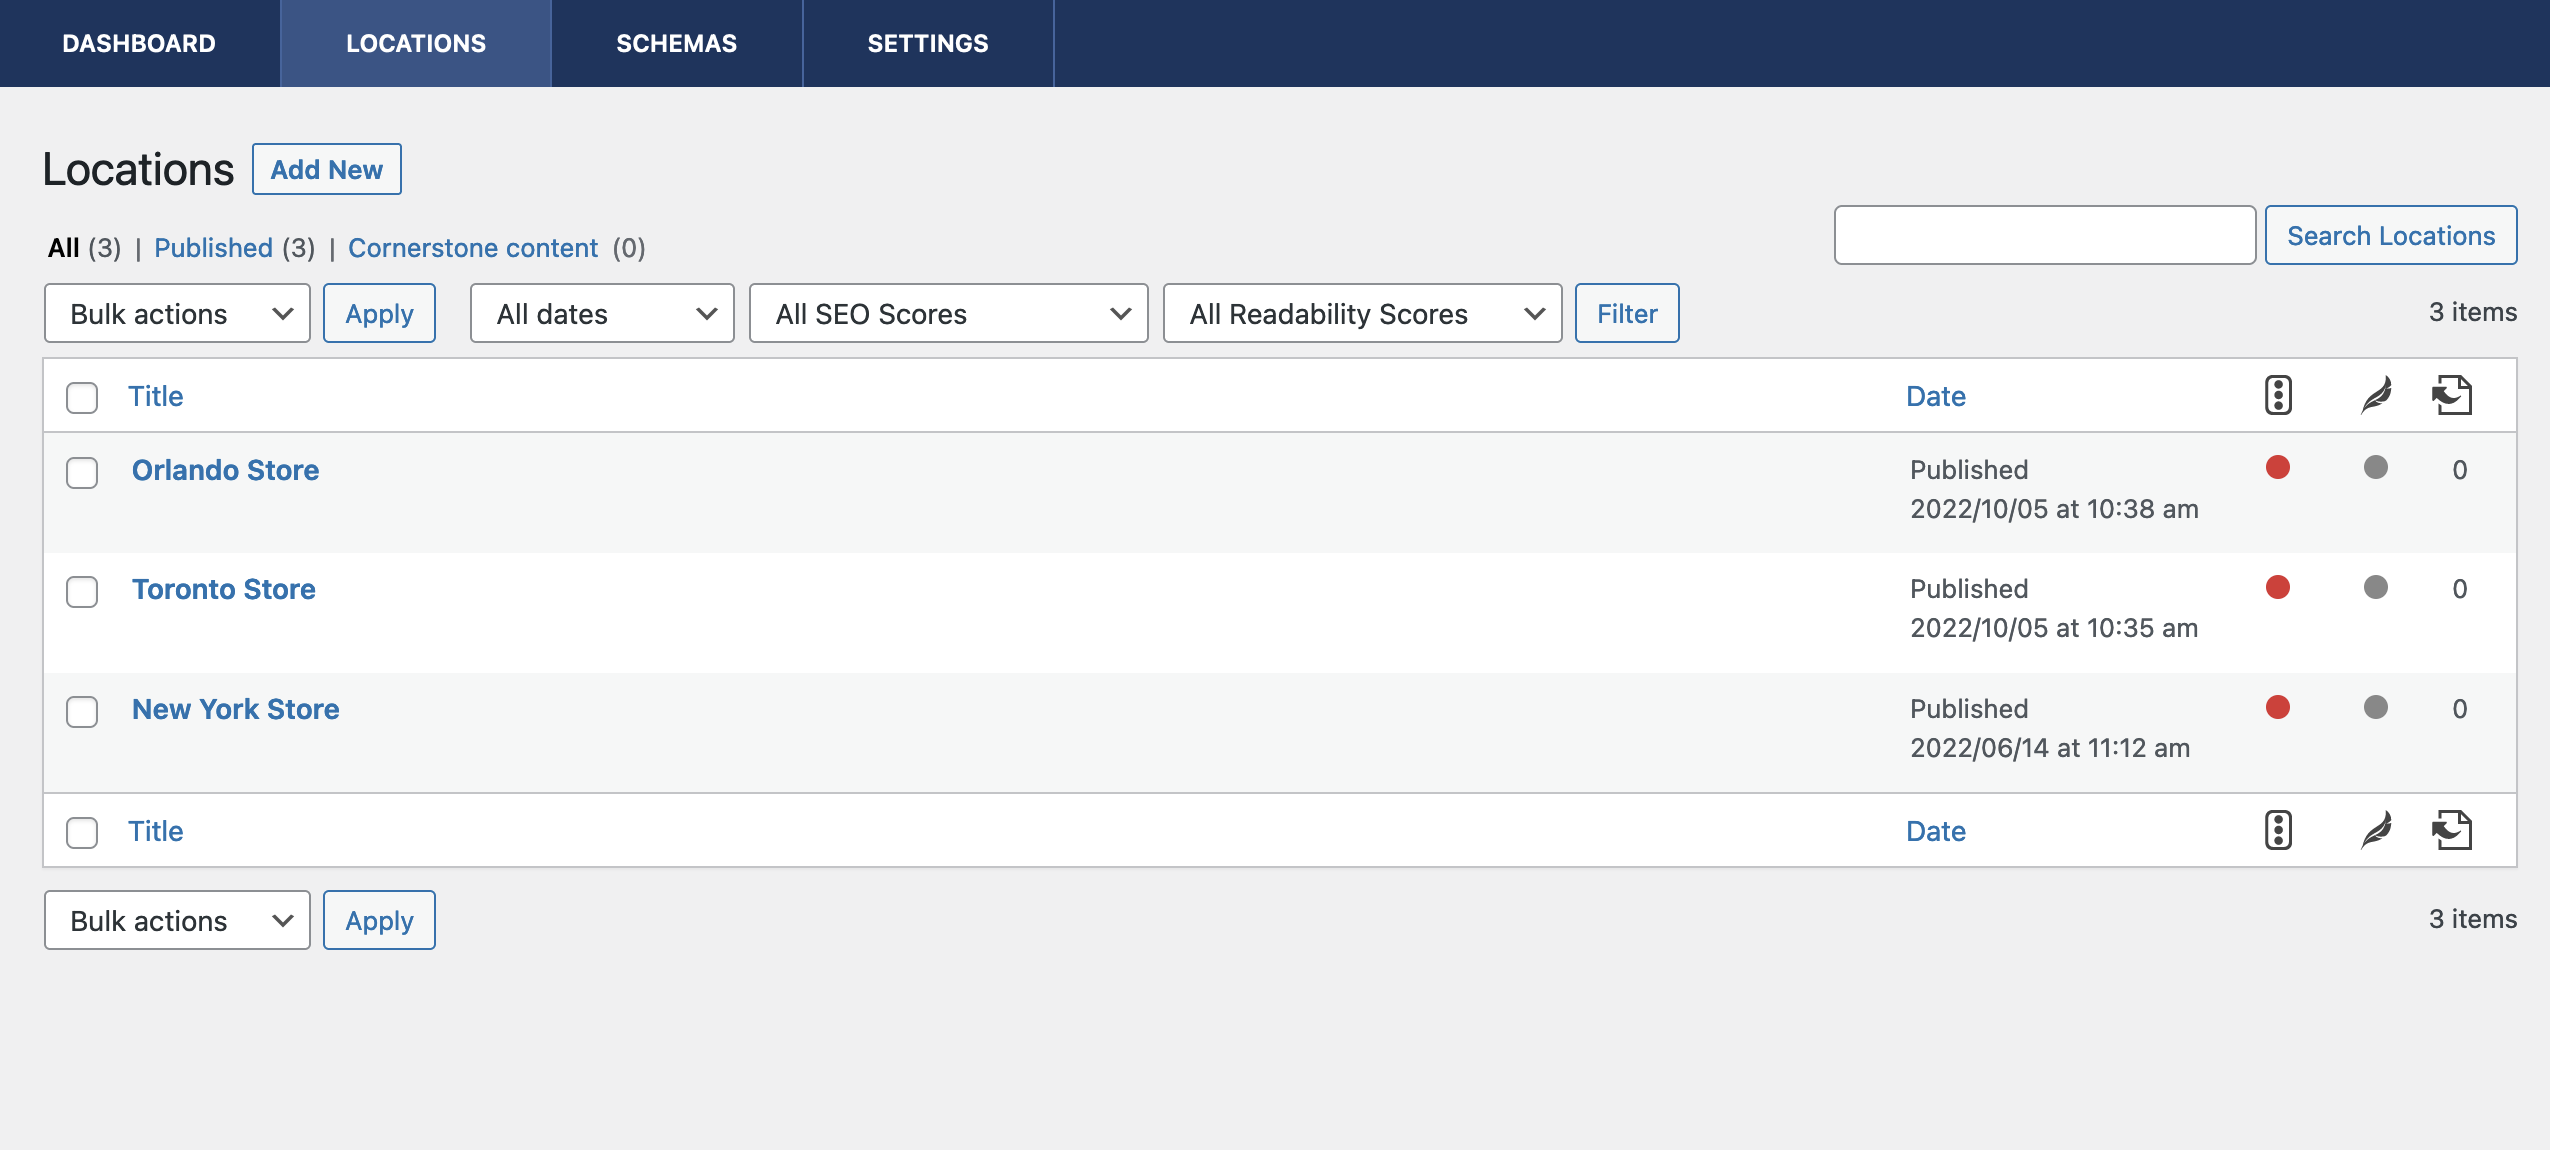 DASHBOARD LOCATIONS SCHEMAS SETTINGS
Locations Add New
All (3) | Published (3) | Cornerstone content (0)
Search Locations
Bulk actions Apply All dates All SEO Scores All Readability Scores Filter 3 items
Title Date
Orlando Store Published 0
2022/10/05 at 10:38 am
Toronto Store Published 0
2022/10/05 at 10:35 am
New York Store Published 0
2022/06/14 at 11:12 am
Title Date
Bulk actions Apply 3 items